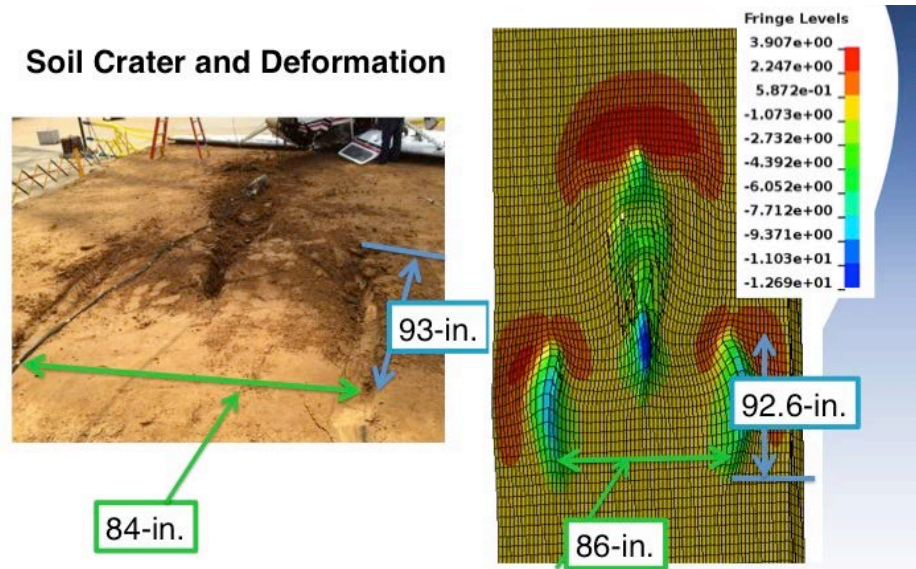 Soil Crater and Deformation
93-in.
84-in.
Fringe Levels
3.907e+00
2.247e+00
5.872e-01
-1.073e+00
-2.732e+00
-4.392e+00
-6.052e+00
-7.712e+00
-9.371e+00
-1.103e+01
-1.269e+01
92.6-in.
86-in.